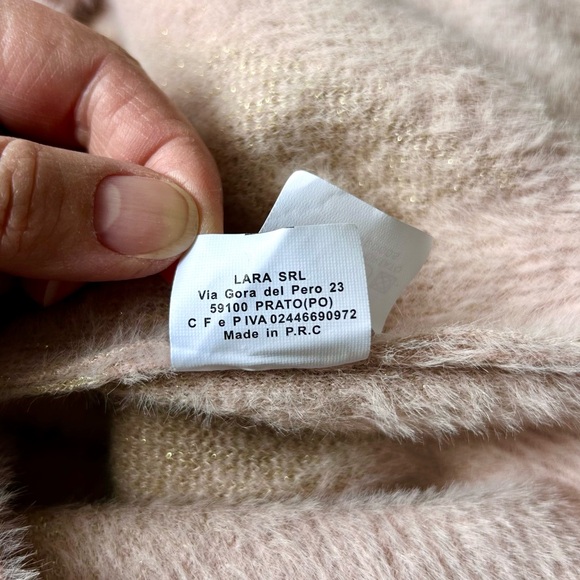 LARA SRL
Via Gora del Pero 23
59100 PRATO(PO)
C F e P IVA 02446690972
Made in P.R.C